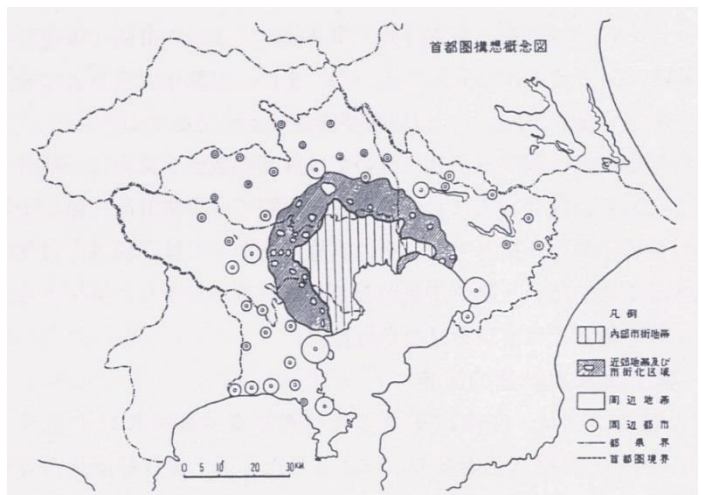 首都圏構想概念図
凡例
内部市街地帯
近郊地帯及び
市街化区域
周辺地帯
周辺都市
都県界
首都圏境界
0 5 10 20 30KM